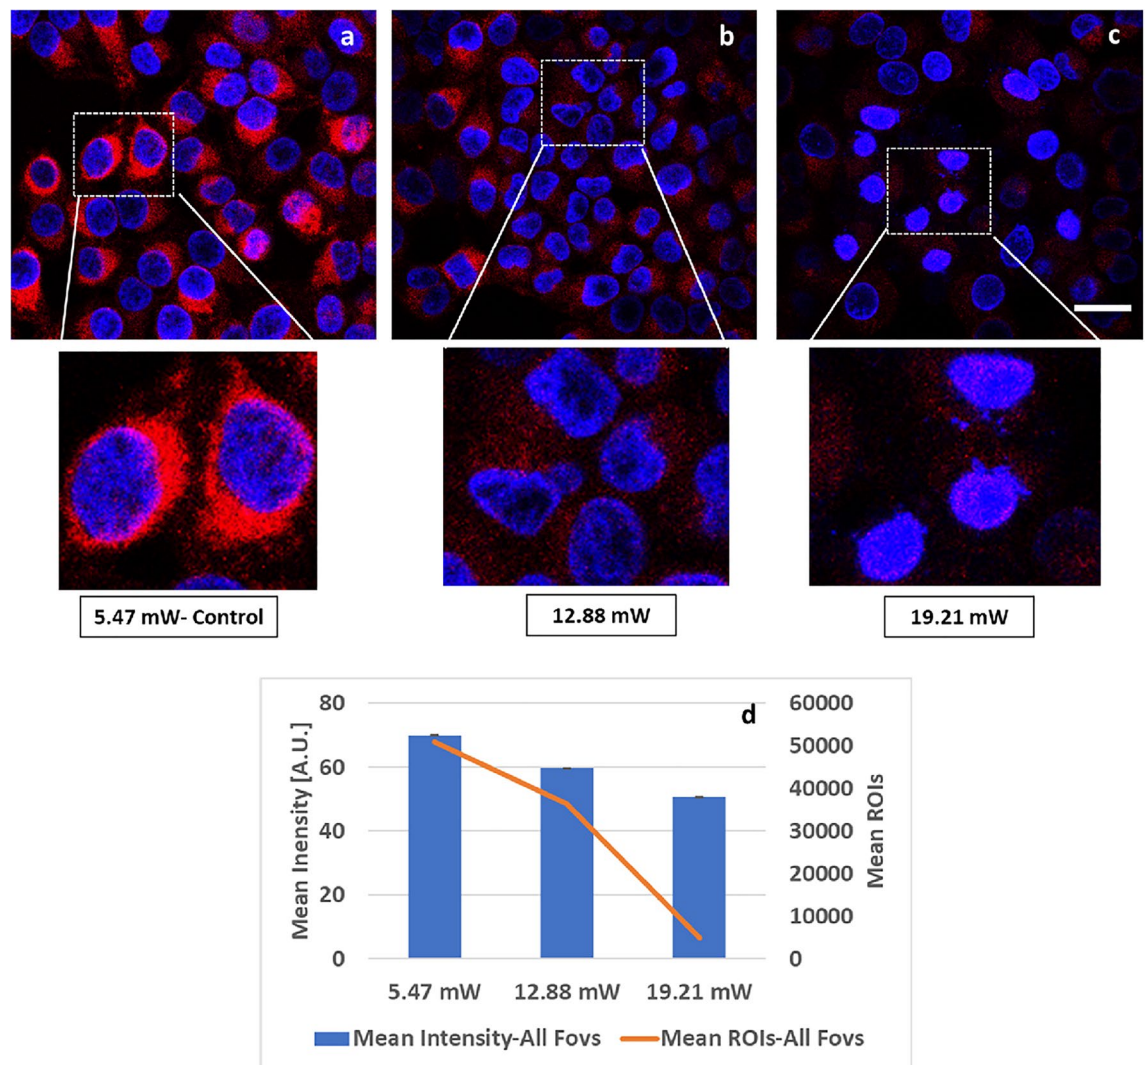 a
b
c
5.47 mW- Control
12.88 mW
19.21 mW
d
Mean Inensity [A.U.]
80
60
40
20
0
60000
50000
40000
30000
20000
10000
0
Mean ROIs
5.47 mW 12.88 mW 19.21 mW
Mean Intensity-All Fovs Mean ROIs-All Fovs